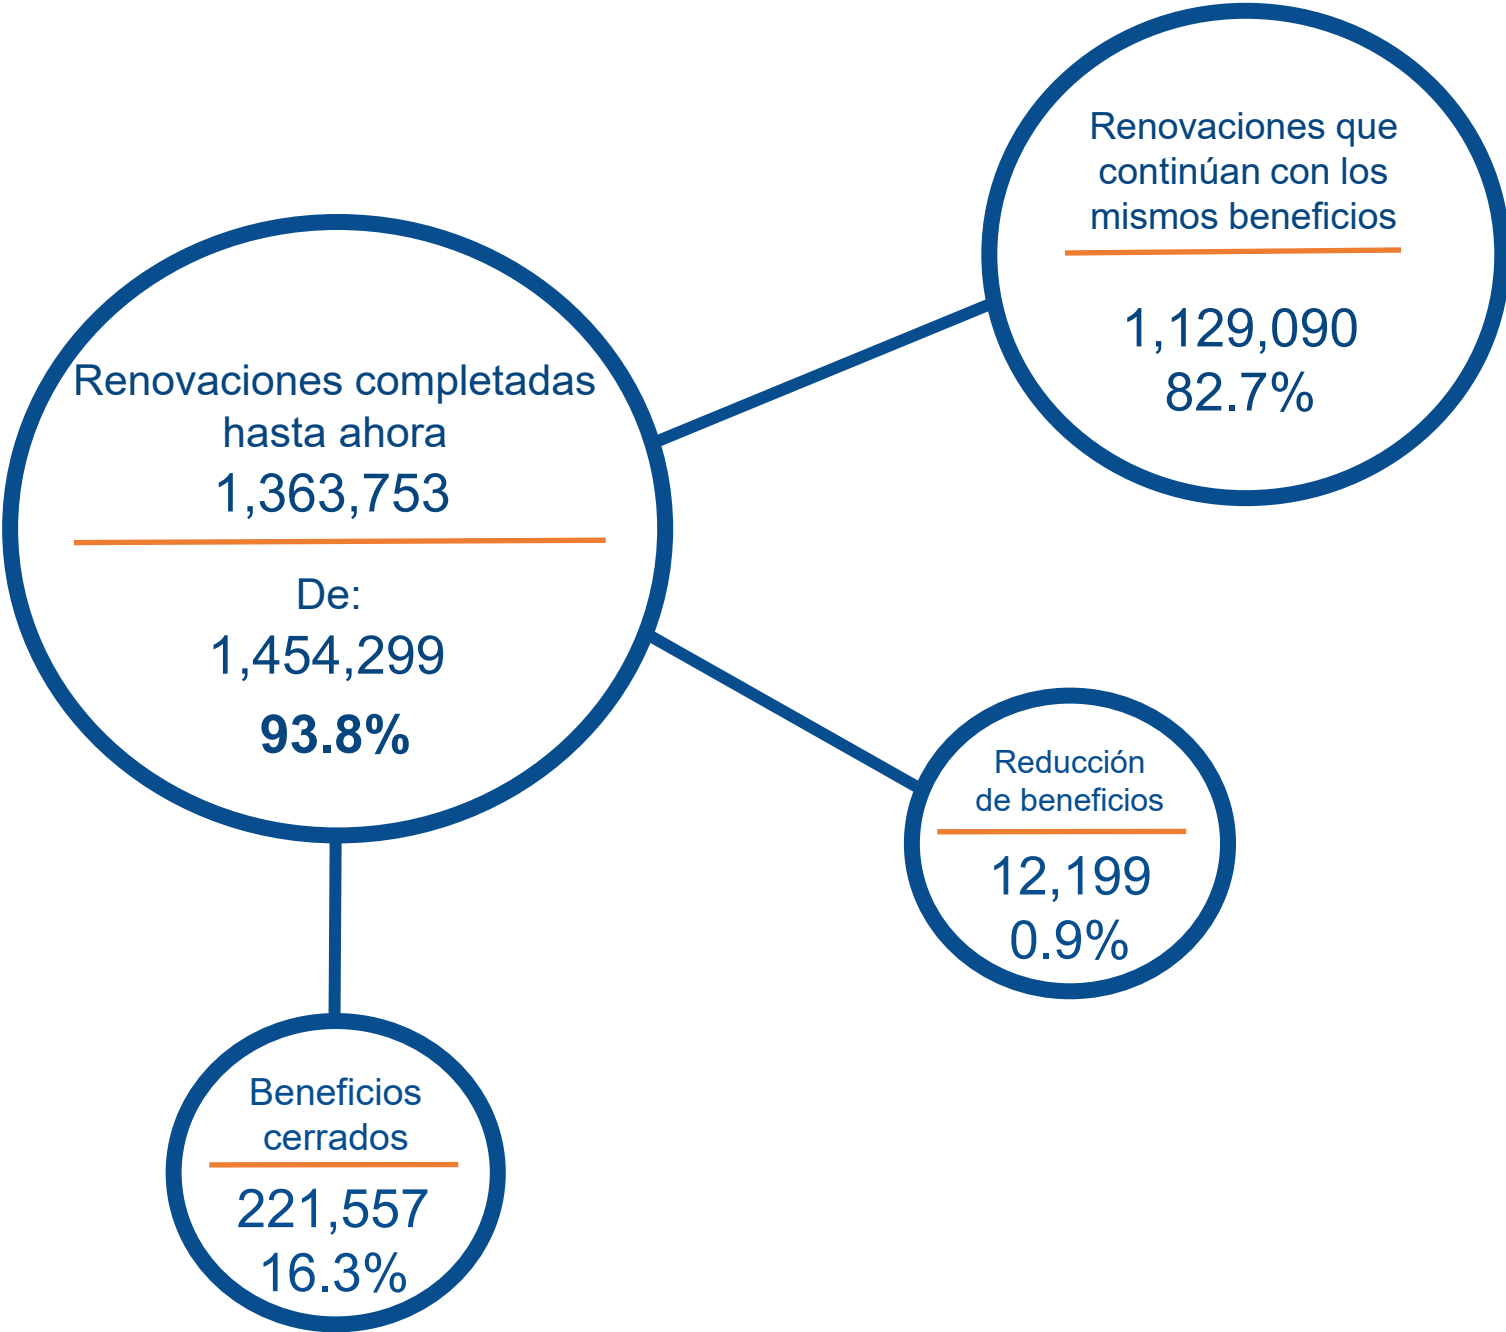 Renovaciones que
continúan con los
mismos beneficios
1,129,090
82.7%
Renovaciones completadas
hasta ahora
1,363,753
De:
1,454,299
93.8%
Reducción
de beneficios
12,199
0.9%
Beneficios
cerrados
221,557
16.3%